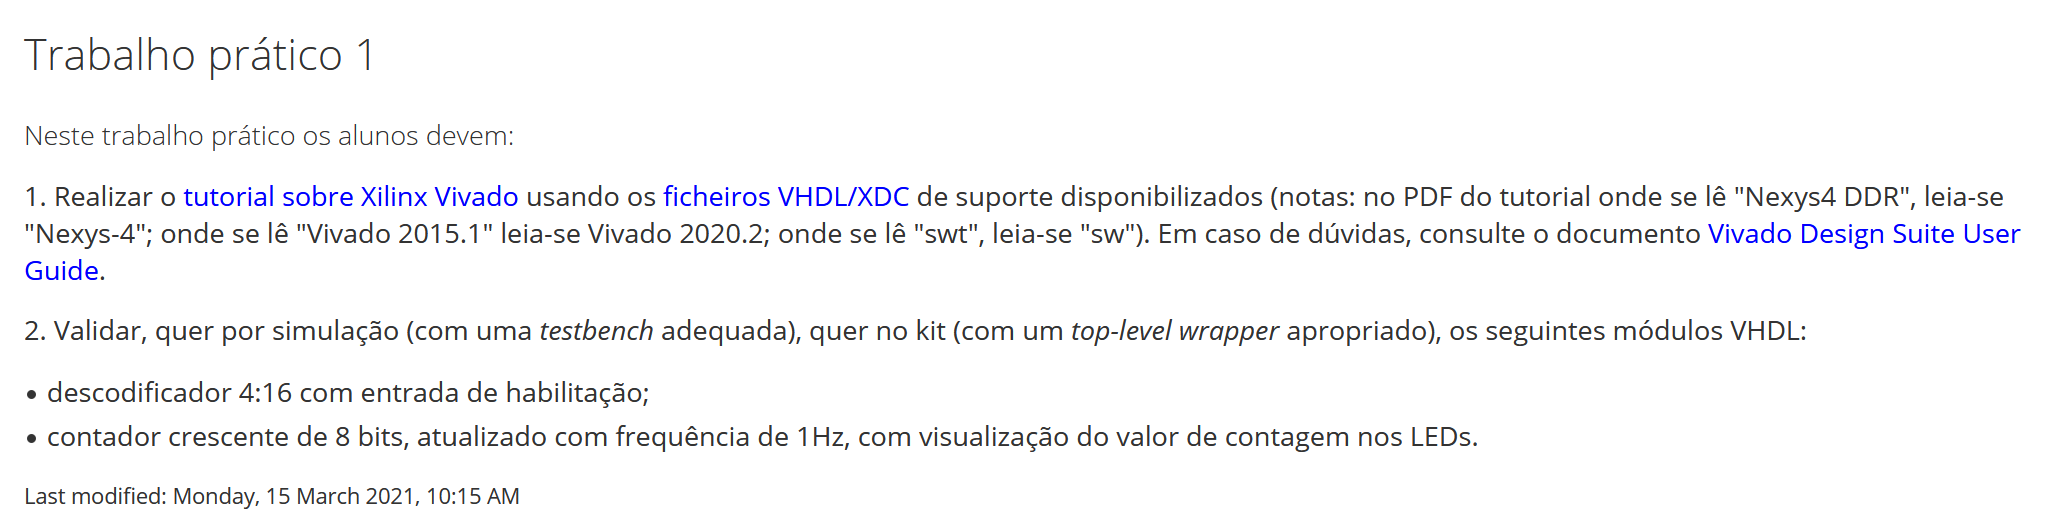 Trabalho prático 1
Neste trabalho prático os alunos devem:
1. Realizar o tutorial sobre Xilinx Vivado usando os ficheiros VHDL/XDC de suporte disponibilizados (notas: no PDF do tutorial onde se lê "Nexys4 DDR", leia-se
"Nexys-4"; onde se lê "Vivado 2015.1" leia-se Vivado 2020.2; onde se lê "swt", leia-se "sw"). Em caso de dúvidas, consulte o documento Vivado Design Suite User
Guide.
2. Validar, quer por simulação (com uma testbench adequada), quer no kit (com um top-level wrapper apropriado), os seguintes módulos VHDL:
• descodificador 4:16 com entrada de habilitação;
• contador crescente de 8 bits, atualizado com frequência de 1Hz, com visualização do valor de contagem nos LEDs.
Last modified: Monday, 15 March 2021, 10:15 AM